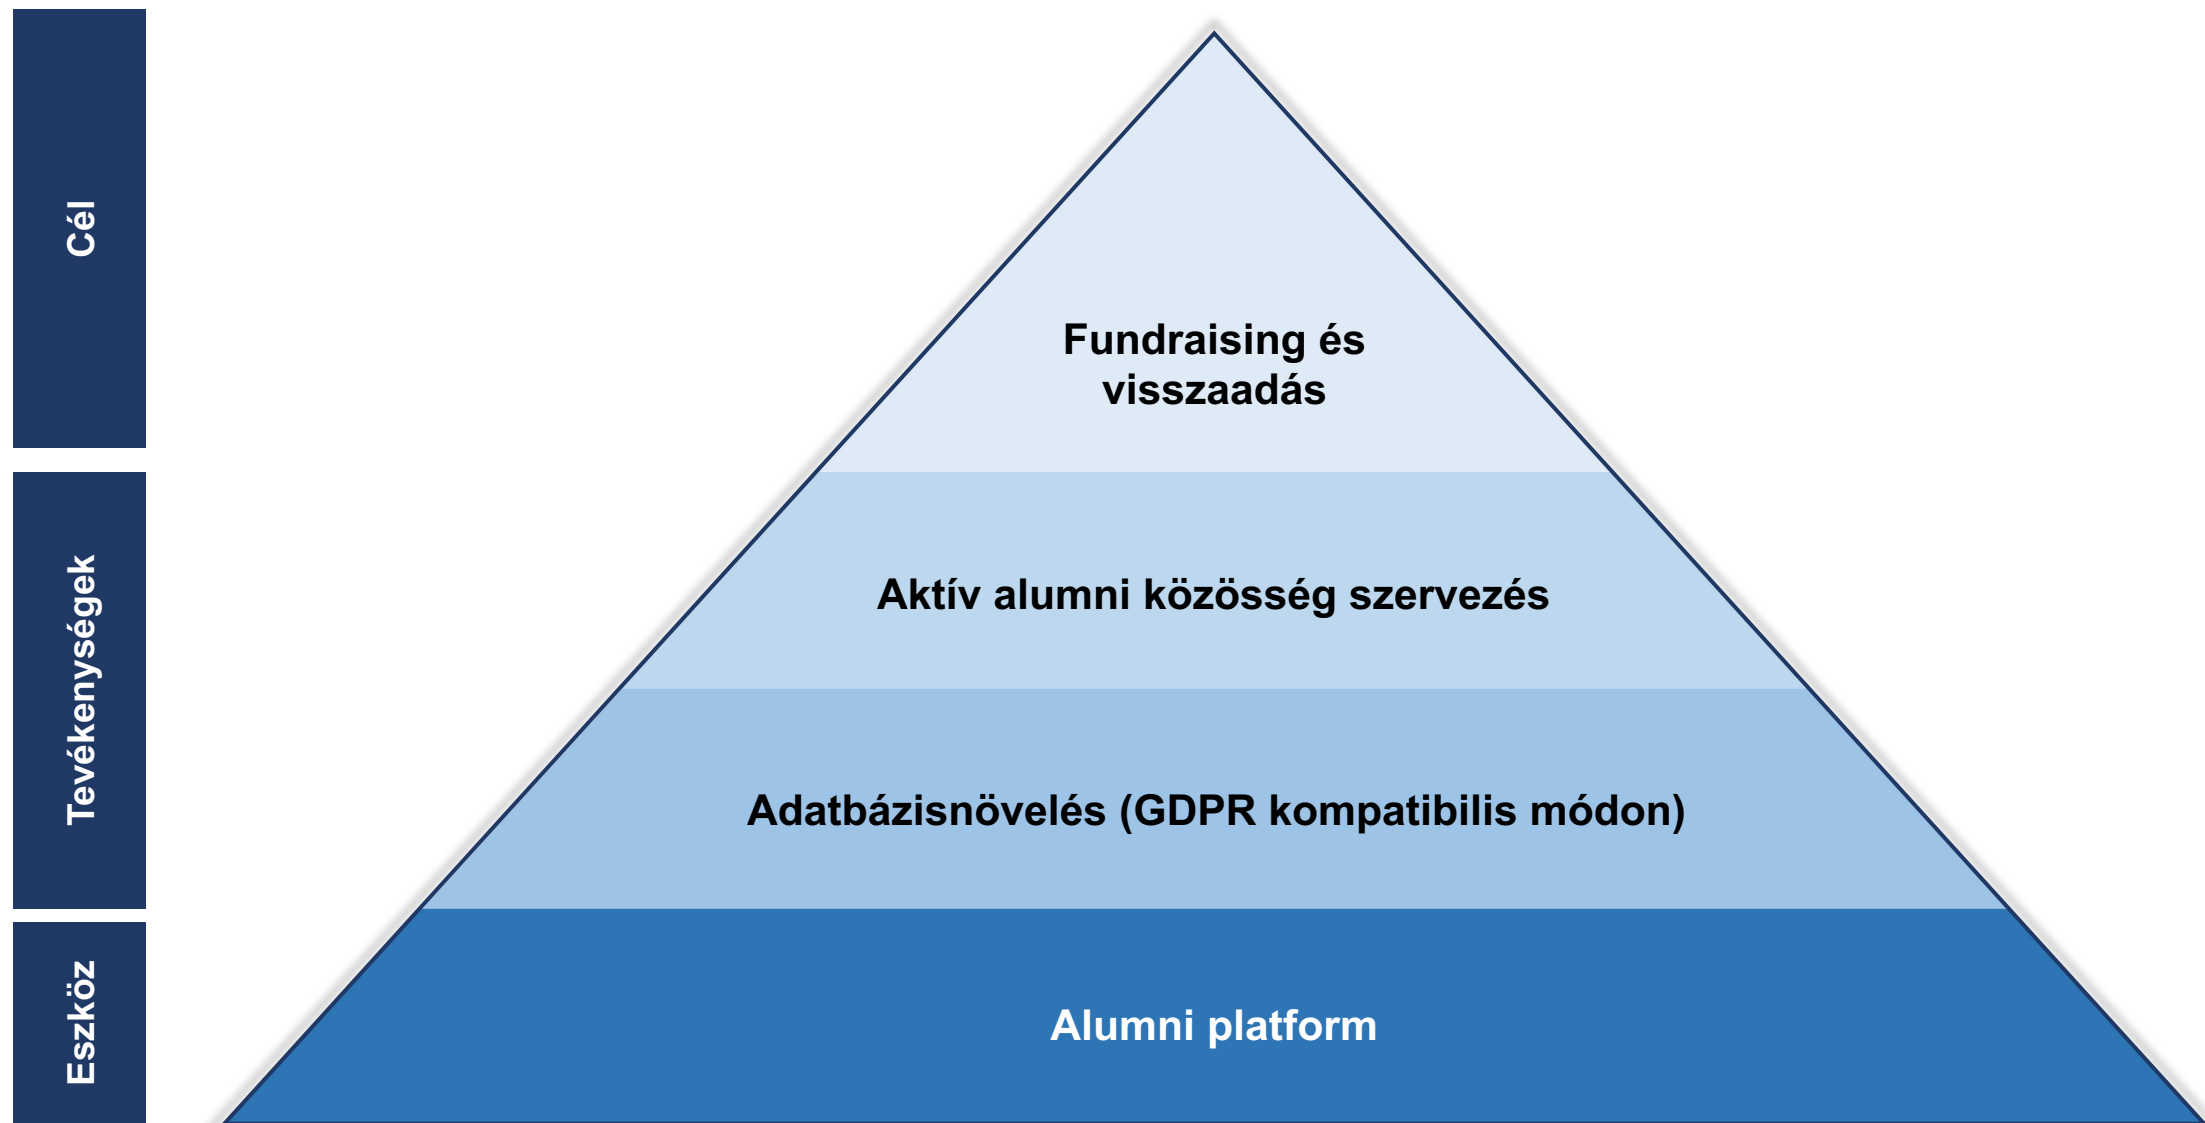 Cél
Fundraising és
visszaadás
Tevékenységek
Aktív alumni közösség szervezés
Adatbázisnövelés (GDPR kompatibilis módon)
Eszköz
Alumni platform